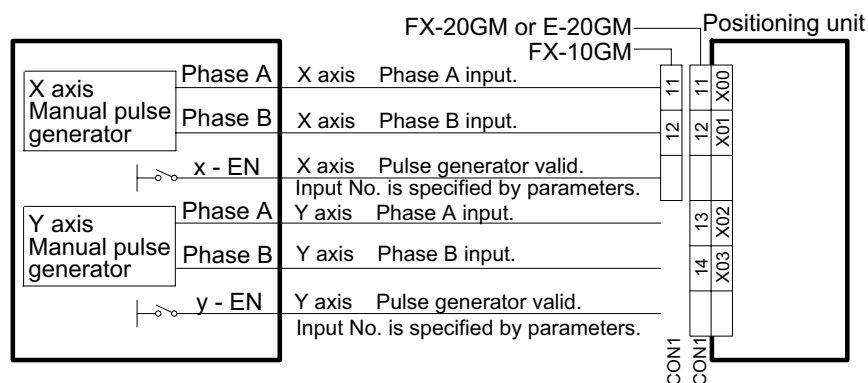 FX-20GM or E-20GM
Positioning unit
FX-10GM
X axis
Manual pulse
generator
Phase A
X axis Phase A input.
11
11
X00
Phase B
X axis Phase B input.
12
12
X01
x - EN
X axis Pulse generator valid.
Input No. is specified by parameters.
Y axis
Manual pulse
generator
Phase A
Y axis Phase A input.
13
X02
Phase B
Y axis Phase B input.
14
X03
y - EN
Y axis Pulse generator valid.
Input No. is specified by parameters.
CON1
CON1